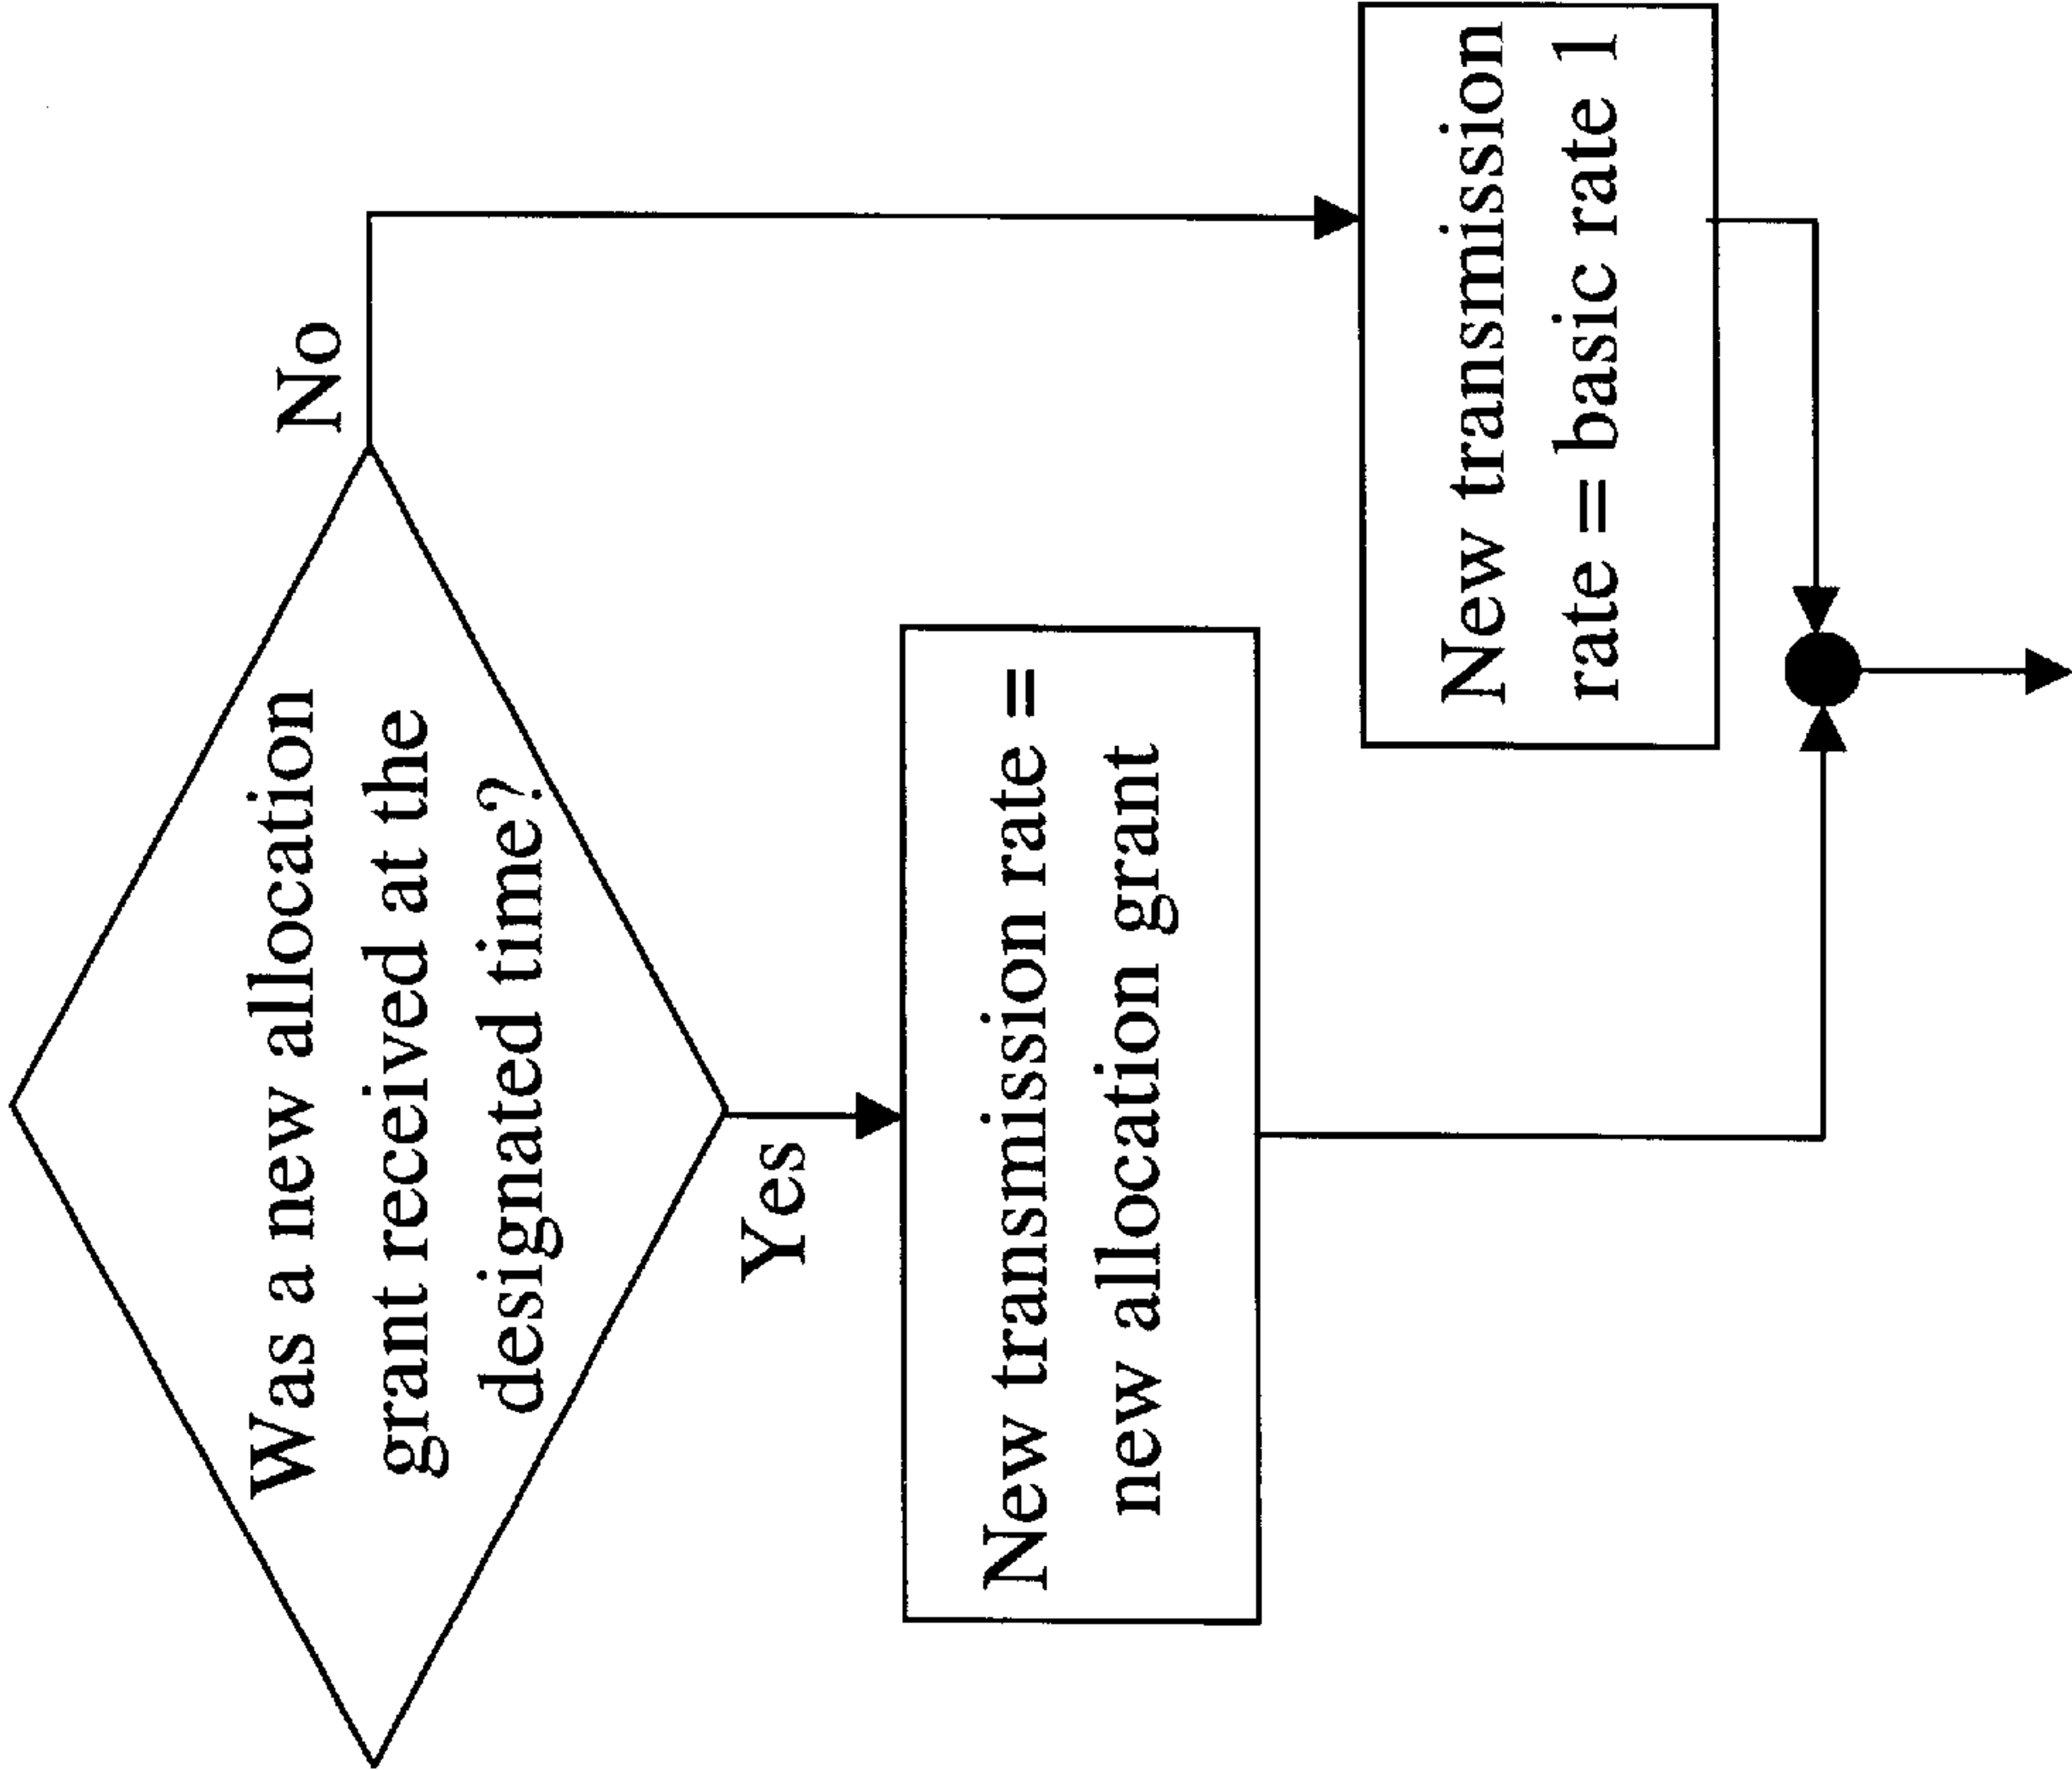 Was a new allocation
grant received at the
designated time?
No
Yes
New transmission rate =
new allocation grant
New transmission
rate = basic rate 1